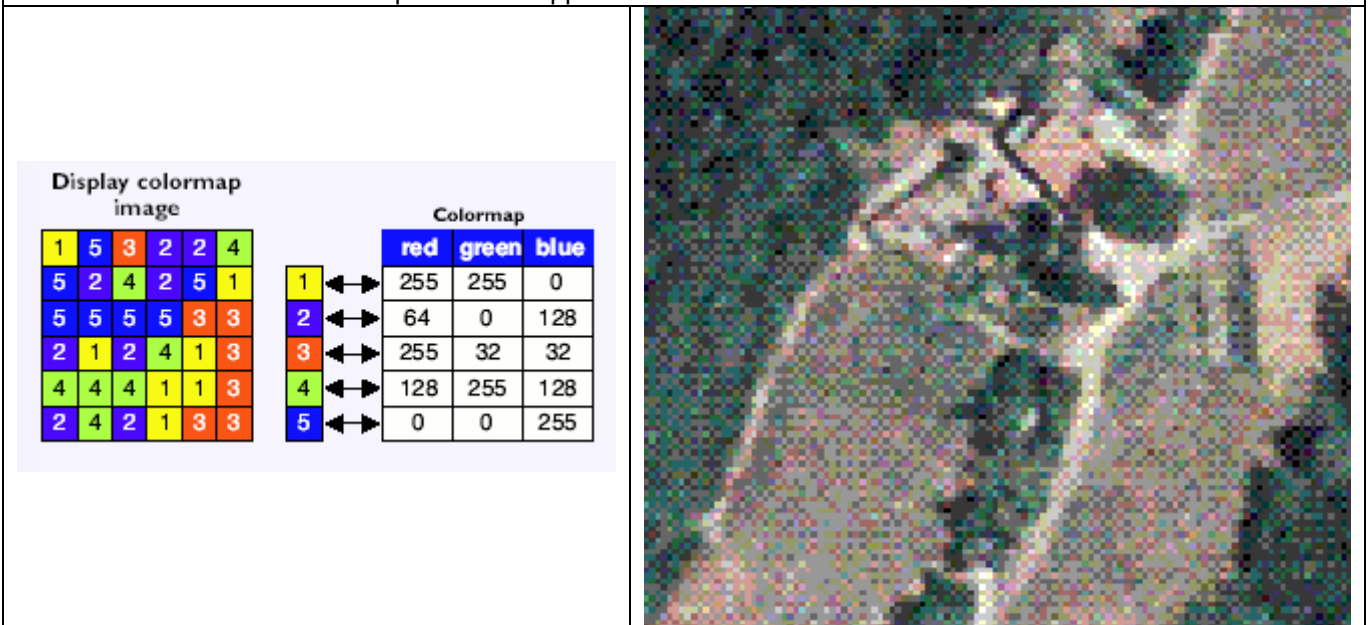 Display colormap
image
1 5 3 2 2 4
5 2 4 2 5 1
5 5 5 5 3 3
2 1 2 4 1 3
4 4 4 1 1 3
2 4 2 1 3 3
Colormap
red green blue
1 255 255 0
2 64 0 128
3 255 32 32
4 128 255 128
5 0 0 255